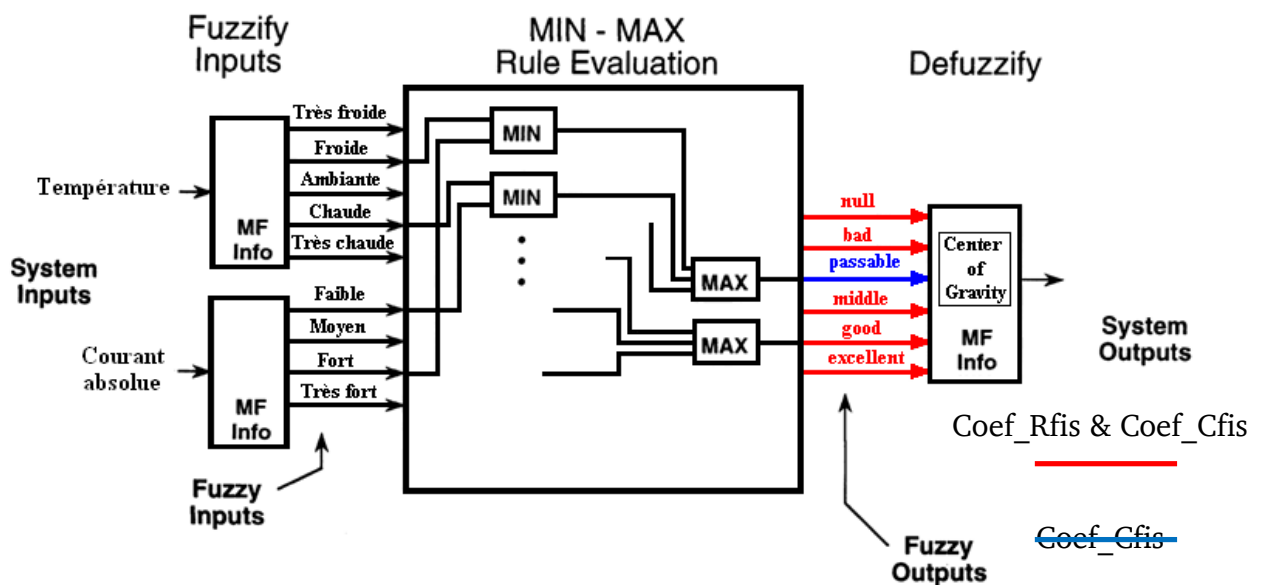 Fuzzify
Inputs
MIN - MAX
Rule Evaluation
Defuzzify
System
Inputs
Température
MF
Info
Très froide
Froide
Ambiante
Chaude
Très chaude
Courant
absolue
MF
Info
Faible
Moyen
Fort
Très fort
Fuzzy
Inputs
MIN
MIN
MAX
MAX
null
bad
passable
middle
good
excellent
Fuzzy
Outputs
Center
of
Gravity
MF
Info
System
Outputs
Coef_Rfis & Coef_Cfis
Coef_Cfis